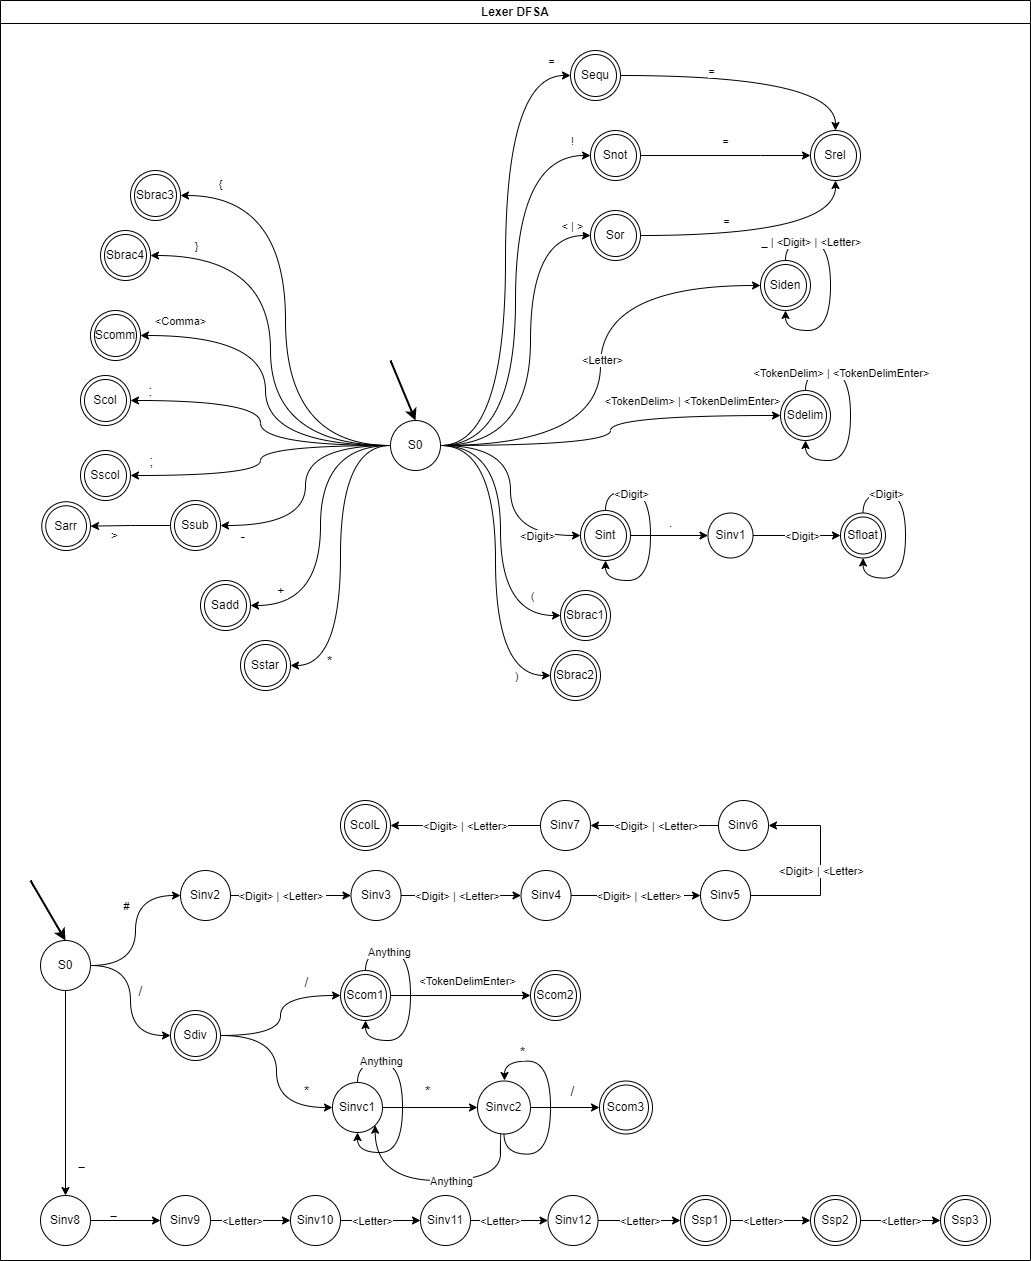 Lexer DFSA
=
Sequ
=
!
Snot
=
Srel
{
Sbrac3
< | >
Sor
=
}
Sbrac4
_ | <Digit> | <Letter>
Siden
<Comma>
Scomm
<Letter>
<TokenDelim> | <TokenDelimEnter>
:
Scol
<TokenDelim> | <TokenDelimEnter>
Sdelim
S0
;
Sscol
<Digit>
<Digit>
Sarr
>
Ssub
-
<Digit>
Sint
.
Sinv1
<Digit>
Sfloat
+
Sadd
(
Sbrac1
*
Sstar
)
Sbrac2
ScolL
<Digit> | <Letter>
Sinv7
<Digit> | <Letter>
Sinv6
<Digit> | <Letter>
#
Sinv2
<Digit> | <Letter>
Sinv3
<Digit> | <Letter>
Sinv4
<Digit> | <Letter>
Sinv5
S0
Anything
/
/
Scom1
<TokenDelimEnter>
Scom2
Sdiv
Anything
*
*
Sinvc1
*
Sinvc2
/
Scom3
Anything
_
Sinv8
_
Sinv9
<Letter>
Sinv10
<Letter>
Sinv11
<Letter>
Sinv12
<Letter>
Ssp1
<Letter>
Ssp2
<Letter>
Ssp3